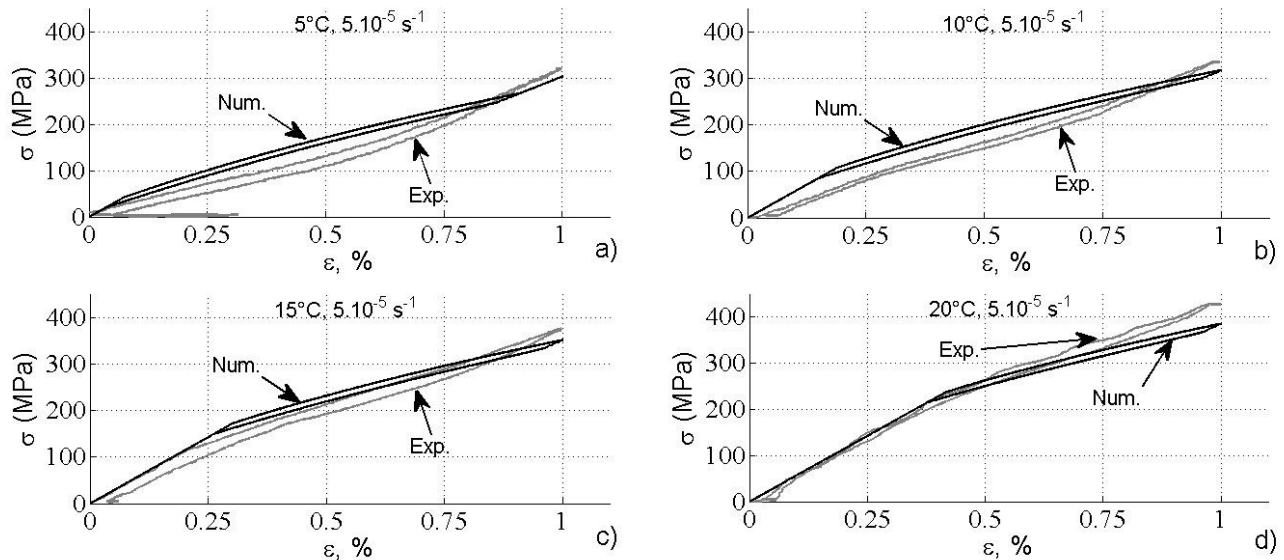 5°C, 5.10⁻⁵ s⁻¹
σ (MPa)
400
300
200
100
0
Num.
Exp.
0 0.25 0.5 0.75 1
ε, %
a)
10°C, 5.10⁻⁵ s⁻¹
σ (MPa)
400
300
200
100
0
Num.
Exp.
0 0.25 0.5 0.75 1
ε, %
b)
15°C, 5.10⁻⁵ s⁻¹
σ (MPa)
400
300
200
100
0
Num.
Exp.
0 0.25 0.5 0.75 1
ε, %
c)
20°C, 5.10⁻⁵ s⁻¹
σ (MPa)
400
300
200
100
0
Exp.
Num.
0 0.25 0.5 0.75 1
ε, %
d)